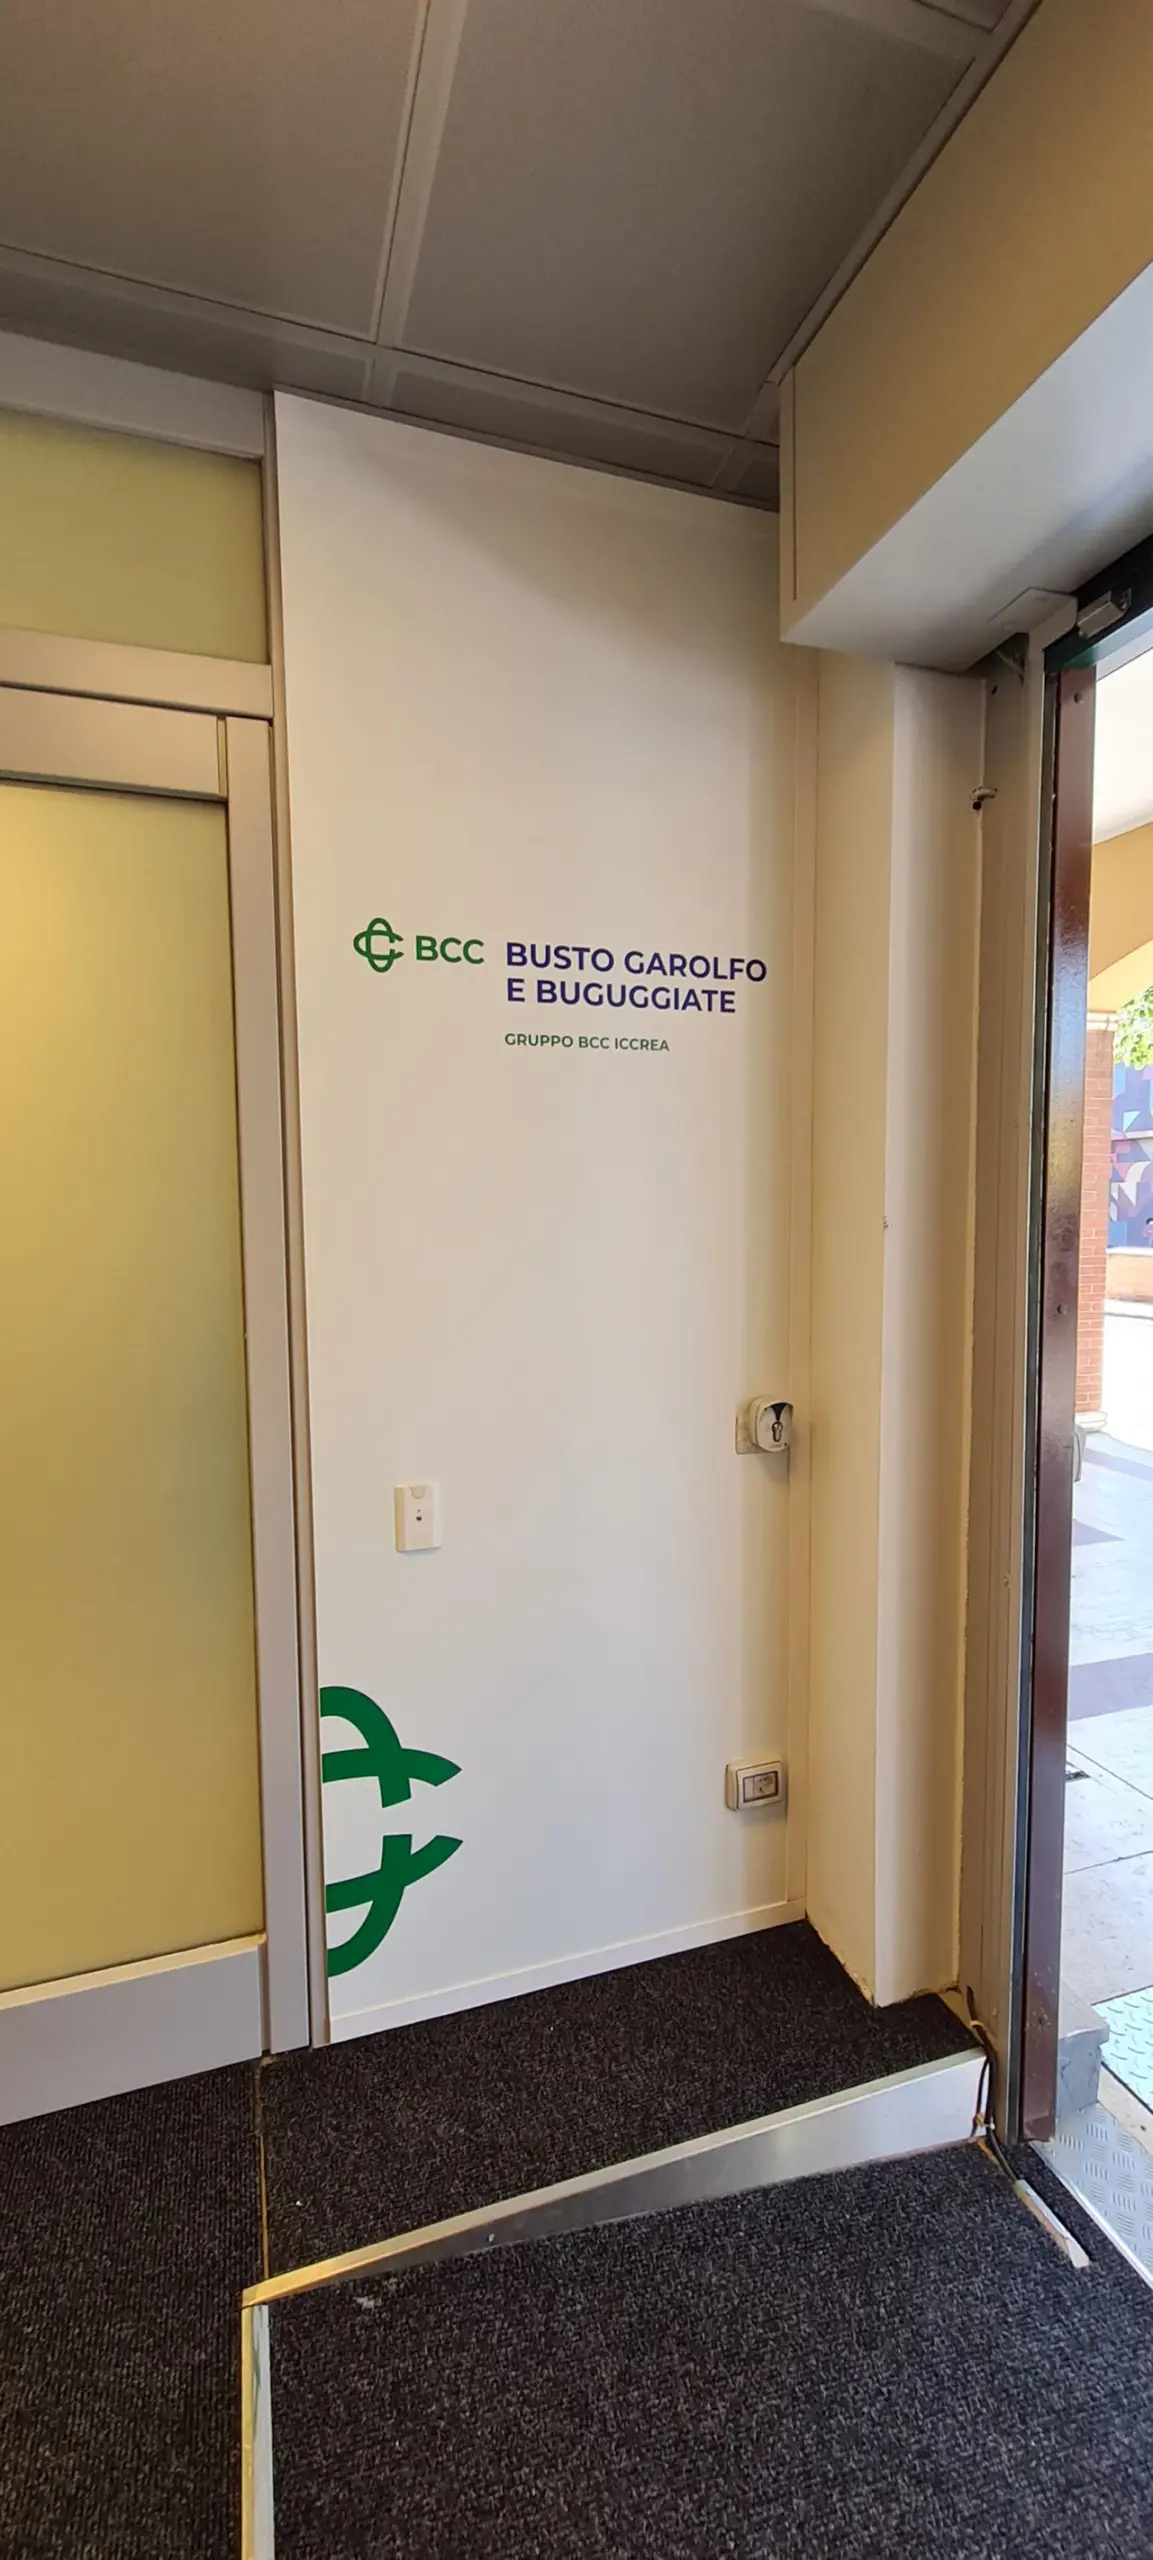 BCC BUSTO GAROLFO
E BUGUGGIATE
GRUPPO BCC ICCREA